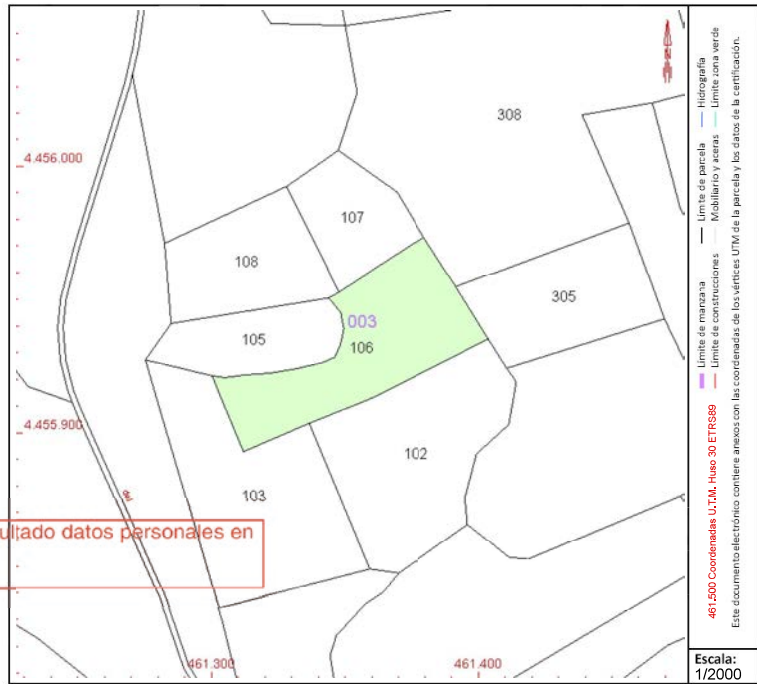 308
4.456.000
107
108
305
003
105
106
4.455.900
102
103
ultado datos personales en
461.300
461.400
Límite de manzana
Límite de parcela
Hidrografía
Límite de construcciones
Mobiliario y aceras
Límite zona verde
461.500 Coordenadas U.T.M. Huso 30 ETRS89
Este documento electrónico contiene anexos con las coordenadas de los vértices UTM de la parcela y los datos de la certificación.
Escala:
1/2000